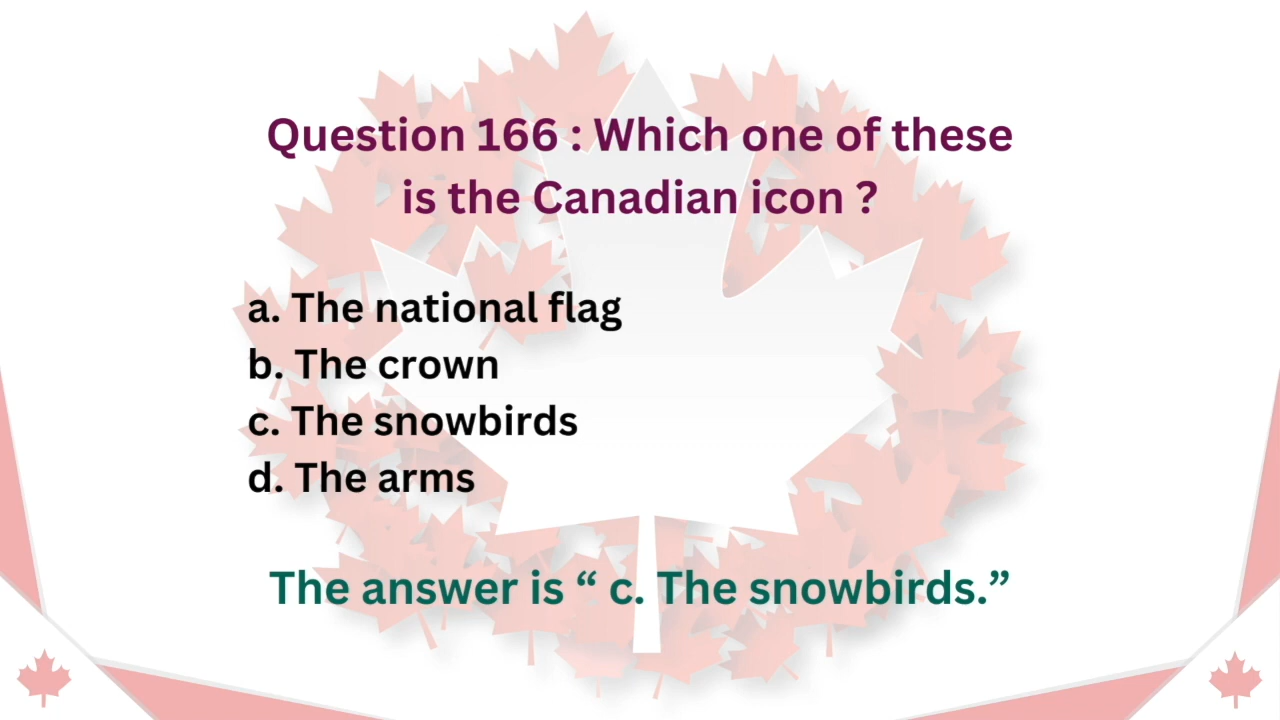 Question 166 : Which one of these
is the Canadian icon ?
a. The national flag
b. The crown
c. The snowbirds
d. The arms
The answer is “ c. The snowbirds.”